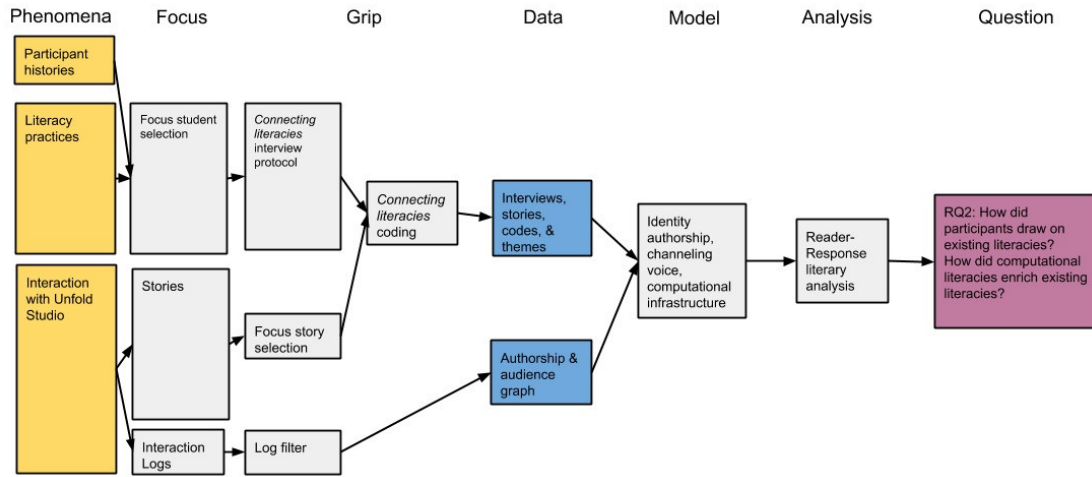 Phenomena
Focus
Grip
Data
Model
Analysis
Question
Participant
histories
Literacy
practices
Focus student
selection
Connecting
literacies
interview
protocol
Connecting
literacies
coding
Interviews,
stories,
codes, &
themes
Identity
authorship,
channeling
voice,
computational
infrastructure
Reader-
Response
literary
analysis
RQ2: How did
participants draw on
existing literacies?
How did computational
literacies enrich existing
literacies?
Interaction
with Unfold
Studio
Stories
Focus story
selection
Authorship &
audience
graph
Interaction
Logs
Log filter